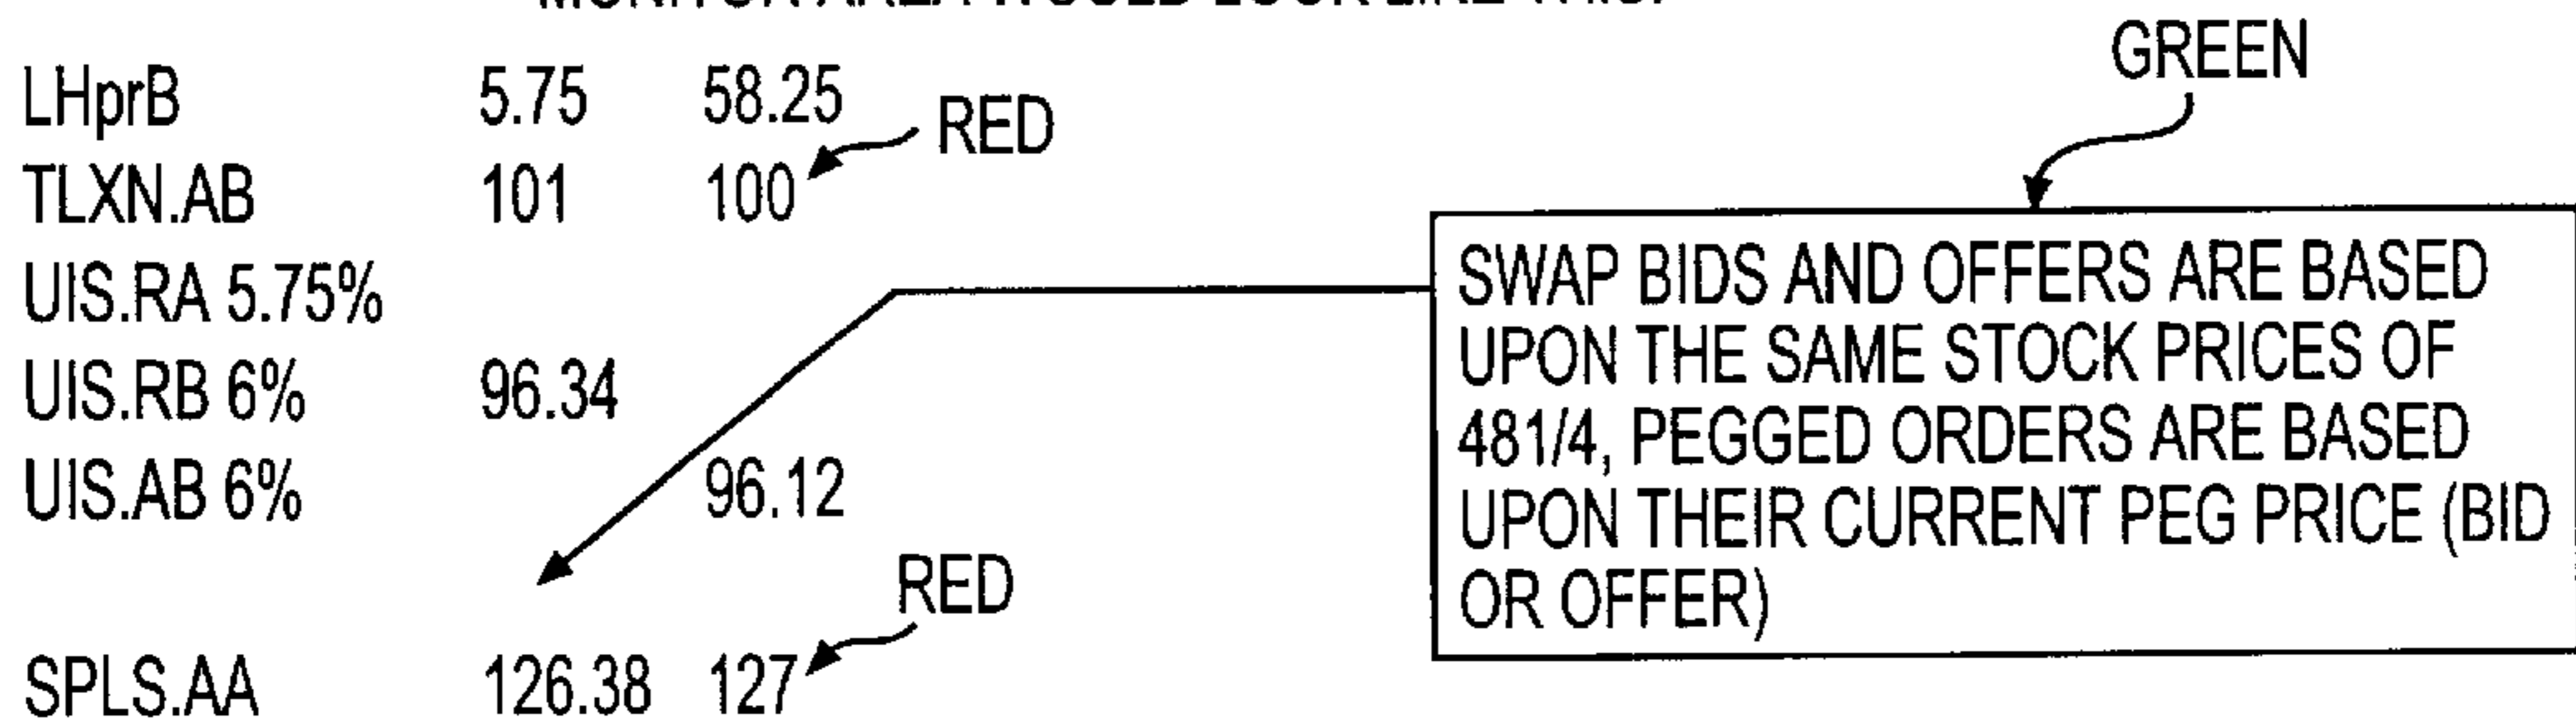 GREEN
LHprB 5.75 58.25
RED
TLXN.AB 101 100
UIS.RA 5.75%
UIS.RB 6% 96.34
UIS.AB 6% 96.12
RED
SPLS.AA 126.38 127
SWAP BIDS AND OFFERS ARE BASED
UPON THE SAME STOCK PRICES OF
481/4, PEGGED ORDERS ARE BASED
UPON THEIR CURRENT PEG PRICE (BID
OR OFFER)